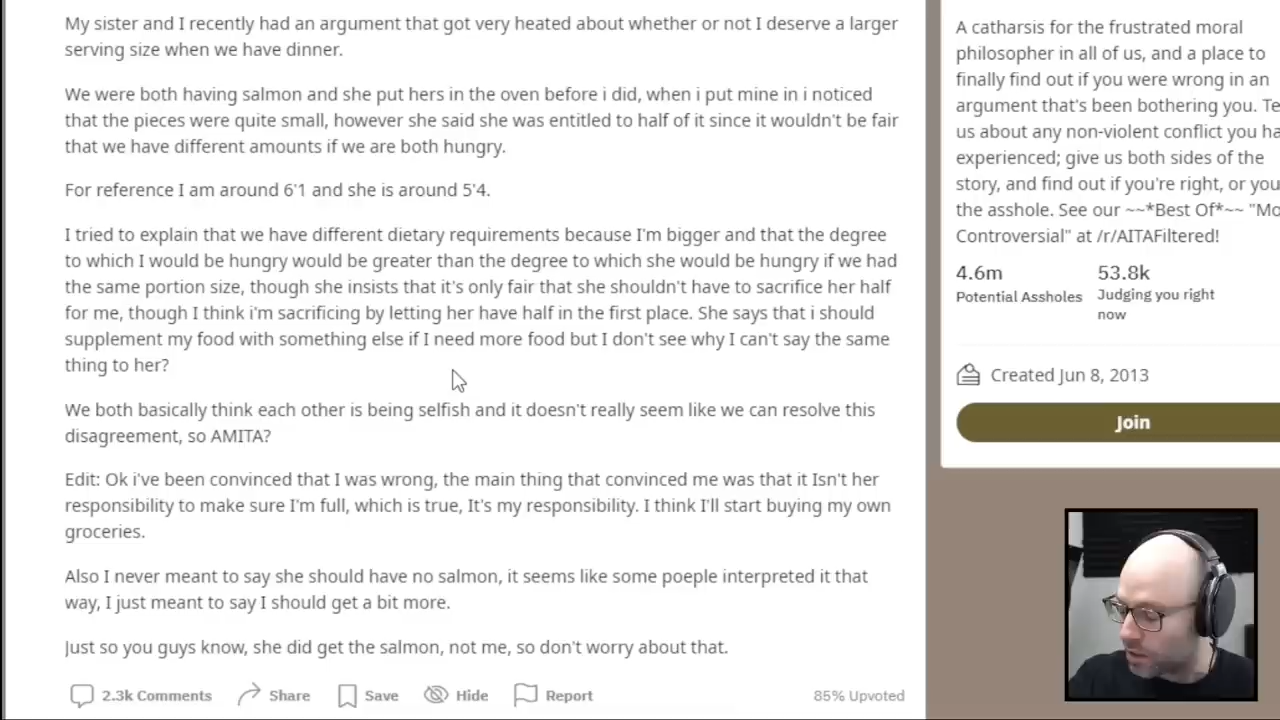 My sister and I recently had an argument that got very heated about whether or not I deserve a larger
serving size when we have dinner.
We were both having salmon and she put hers in the oven before i did, when i put mine in i noticed
that the pieces were quite small, however she said she was entitled to half of it since it wouldn't be fair
that we have different amounts if we are both hungry.
For reference I am around 6'1 and she is around 5'4.
I tried to explain that we have different dietary requirements because I'm bigger and that the degree
to which I would be hungry would be greater than the degree to which she would be hungry if we had
the same portion size, though she insists that it's only fair that she shouldn't have to sacrifice her half
for me, though I think i'm sacrificing by letting her have half in the first place. She says that i should
supplement my food with something else if I need more food but I don't see why I can't say the same
thing to her?
We both basically think each other is being selfish and it doesn't really seem like we can resolve this
disagreement, so AMITA?
Edit: Ok i've been convinced that I was wrong, the main thing that convinced me was that it Isn't her
responsibility to make sure I'm full, which is true, It's my responsibility. I think I'll start buying my own
groceries.
Also I never meant to say she should have no salmon, it seems like some poeple interpreted it that
way, I just meant to say I should get a bit more.
Just so you guys know, she did get the salmon, not me, so don't worry about that.
2.3k Comments Share Save Hide Report 85% Upvoted
A catharsis for the frustrated moral
philosopher in all of us, and a place to
finally find out if you were wrong in an
argument that's been bothering you. Te
us about any non-violent conflict you ha
experienced; give us both sides of the
story, and find out if you're right, or you
the asshole. See our ~~*Best Of*~~ "Mo
Controversial" at /r/AITAFiltered!
4.6m 53.8k
Potential Assholes Judging you right
now
Created Jun 8, 2013
Join